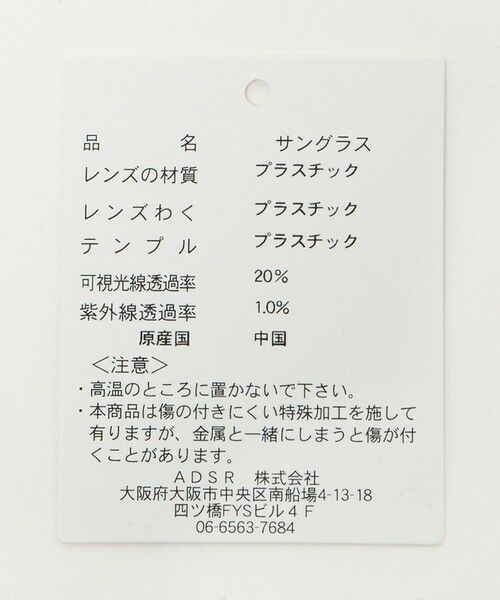 品 名 サングラス
レンズの材質 プラスチック
レンズわく プラスチック
テンプル プラスチック
可視光線透過率 20%
紫外線透過率 1.0%
原産国 中国
＜注意＞
・高温のところに置かないで下さい。
・本商品は傷の付きにくい特殊加工を施して
有りますが、金属と一緒にしまうと傷が付
くことがあります。
ADSR 株式会社
大阪府大阪市中央区南船場4-13-18
四ツ橋FYSビル４F
06-6563-7684